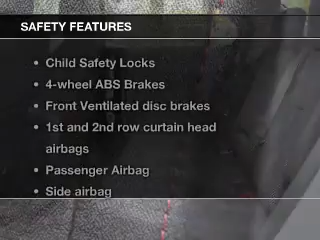 SAFETY FEATURES
• Child Safety Locks
• 4-wheel ABS Brakes
• Front Ventilated disc brakes
• 1st and 2nd row curtain head
airbags
• Passenger Airbag
• Side airbag